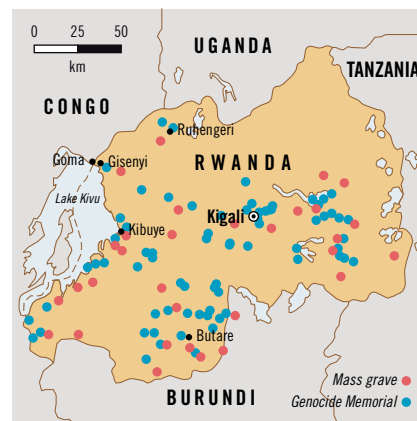 0 25 50
km
UGANDA
TANZANIA
CONGO
Ruhengeri
Goma
Gisenyi
RWANDA
Lake Kivu
Kigali
Kibuye
Butare
BURUNDI
Mass grave
Genocide Memorial